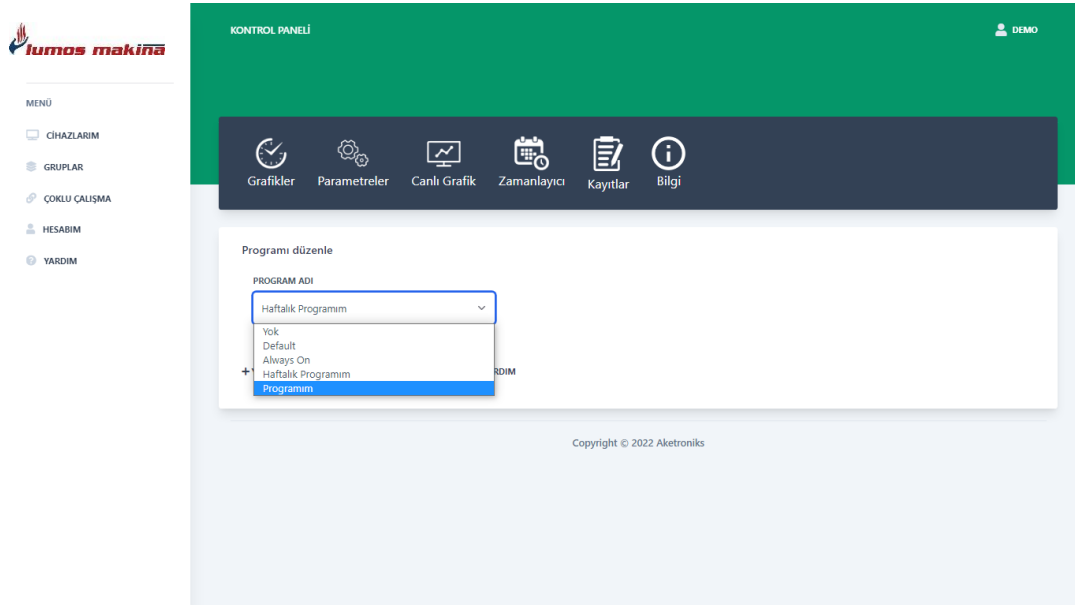 lumos makina
KONTROL PANELİ
DEMO
MENÜ
CİHAZLARIM
GRUPLAR
ÇOKLU ÇALIŞMA
HESABIM
YARDIM
Grafikler
Parametreler
Canlı Grafik
Zamanlayıcı
Kayıtlar
Bilgi
Programı düzenle
PROGRAM ADI
Haftalık Programım
Yok
Default
Always On
Haftalık Programım
Programım
Copyright © 2022 Aketroniks